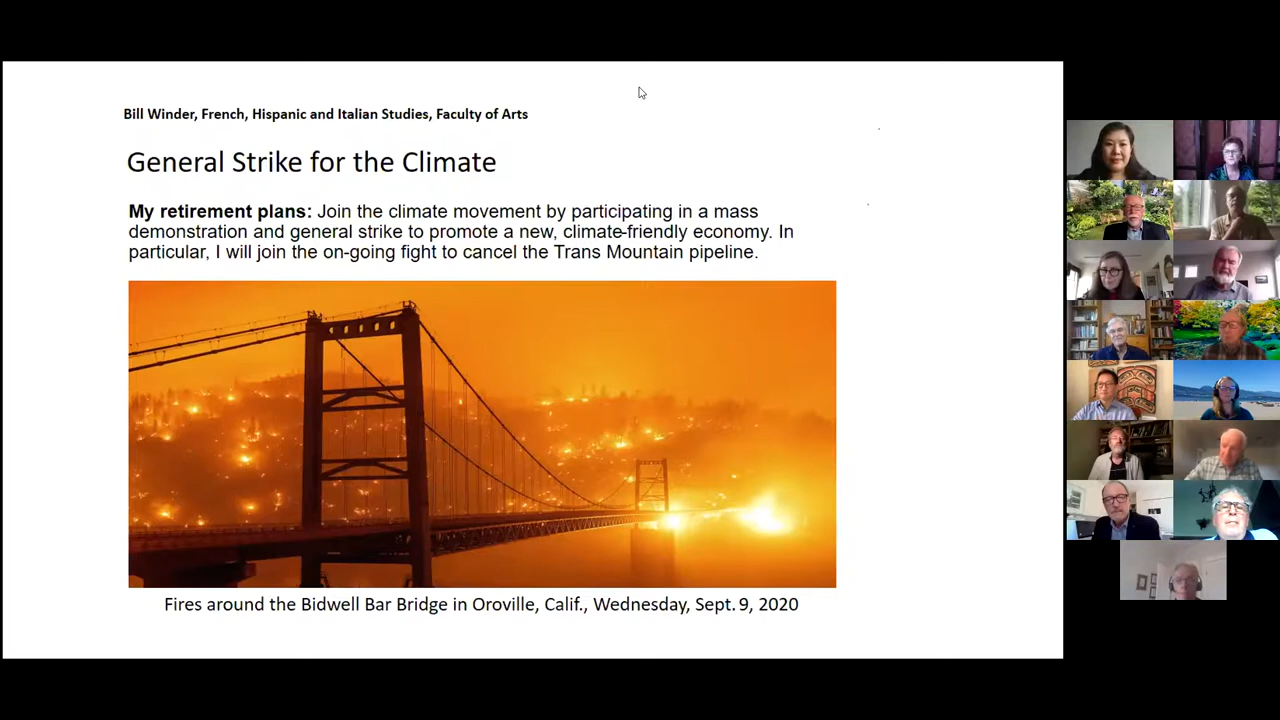 Bill Winder, French, Hispanic and Italian Studies, Faculty of Arts
General Strike for the Climate
My retirement plans: Join the climate movement by participating in a mass
demonstration and general strike to promote a new, climate-friendly economy. In
particular, I will join the on-going fight to cancel the Trans Mountain pipeline.
Fires around the Bidwell Bar Bridge in Oroville, Calif., Wednesday, Sept. 9, 2020